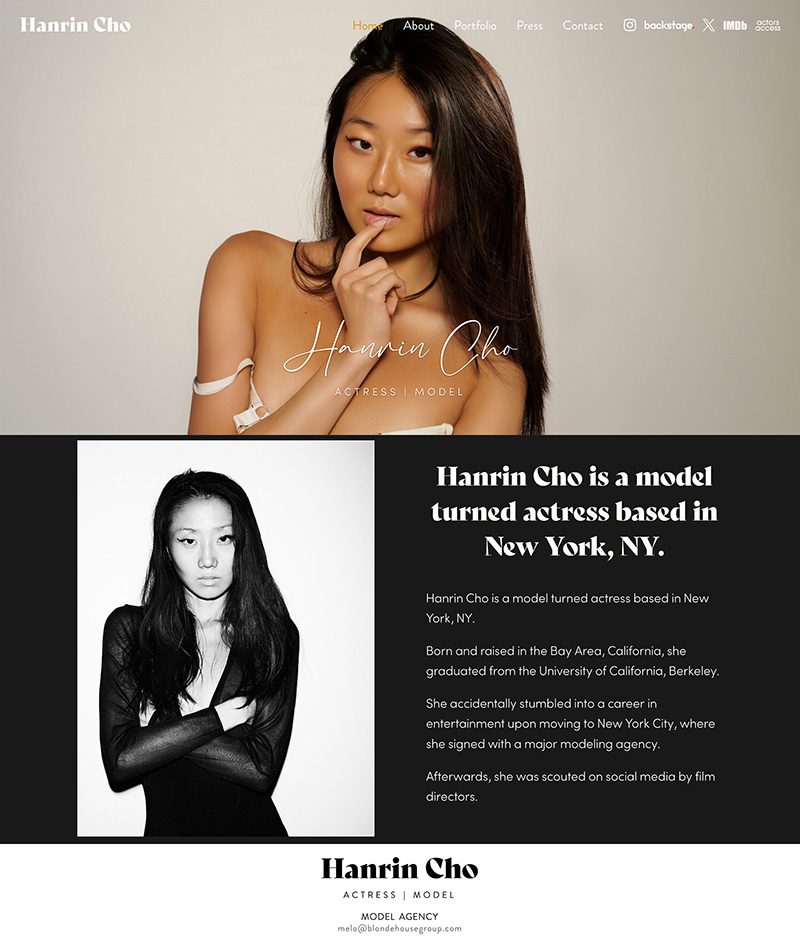 Hanrin Cho
Home About Portfolio Press Contact backstage. X IMDb actors access
Hanrin Cho
ACTRESS | MODEL
Hanrin Cho is a model
turned actress based in
New York, NY.
Hanrin Cho is a model turned actress based in New
York, NY.
Born and raised in the Bay Area, California, she
graduated from the University of California, Berkeley.
She accidentally stumbled into a career in
entertainment upon moving to New York City, where
she signed with a major modeling agency.
Afterwards, she was scouted on social media by film
directors.
Hanrin Cho
ACTRESS | MODEL
MODEL AGENCY
melo@blondehousegroup.com